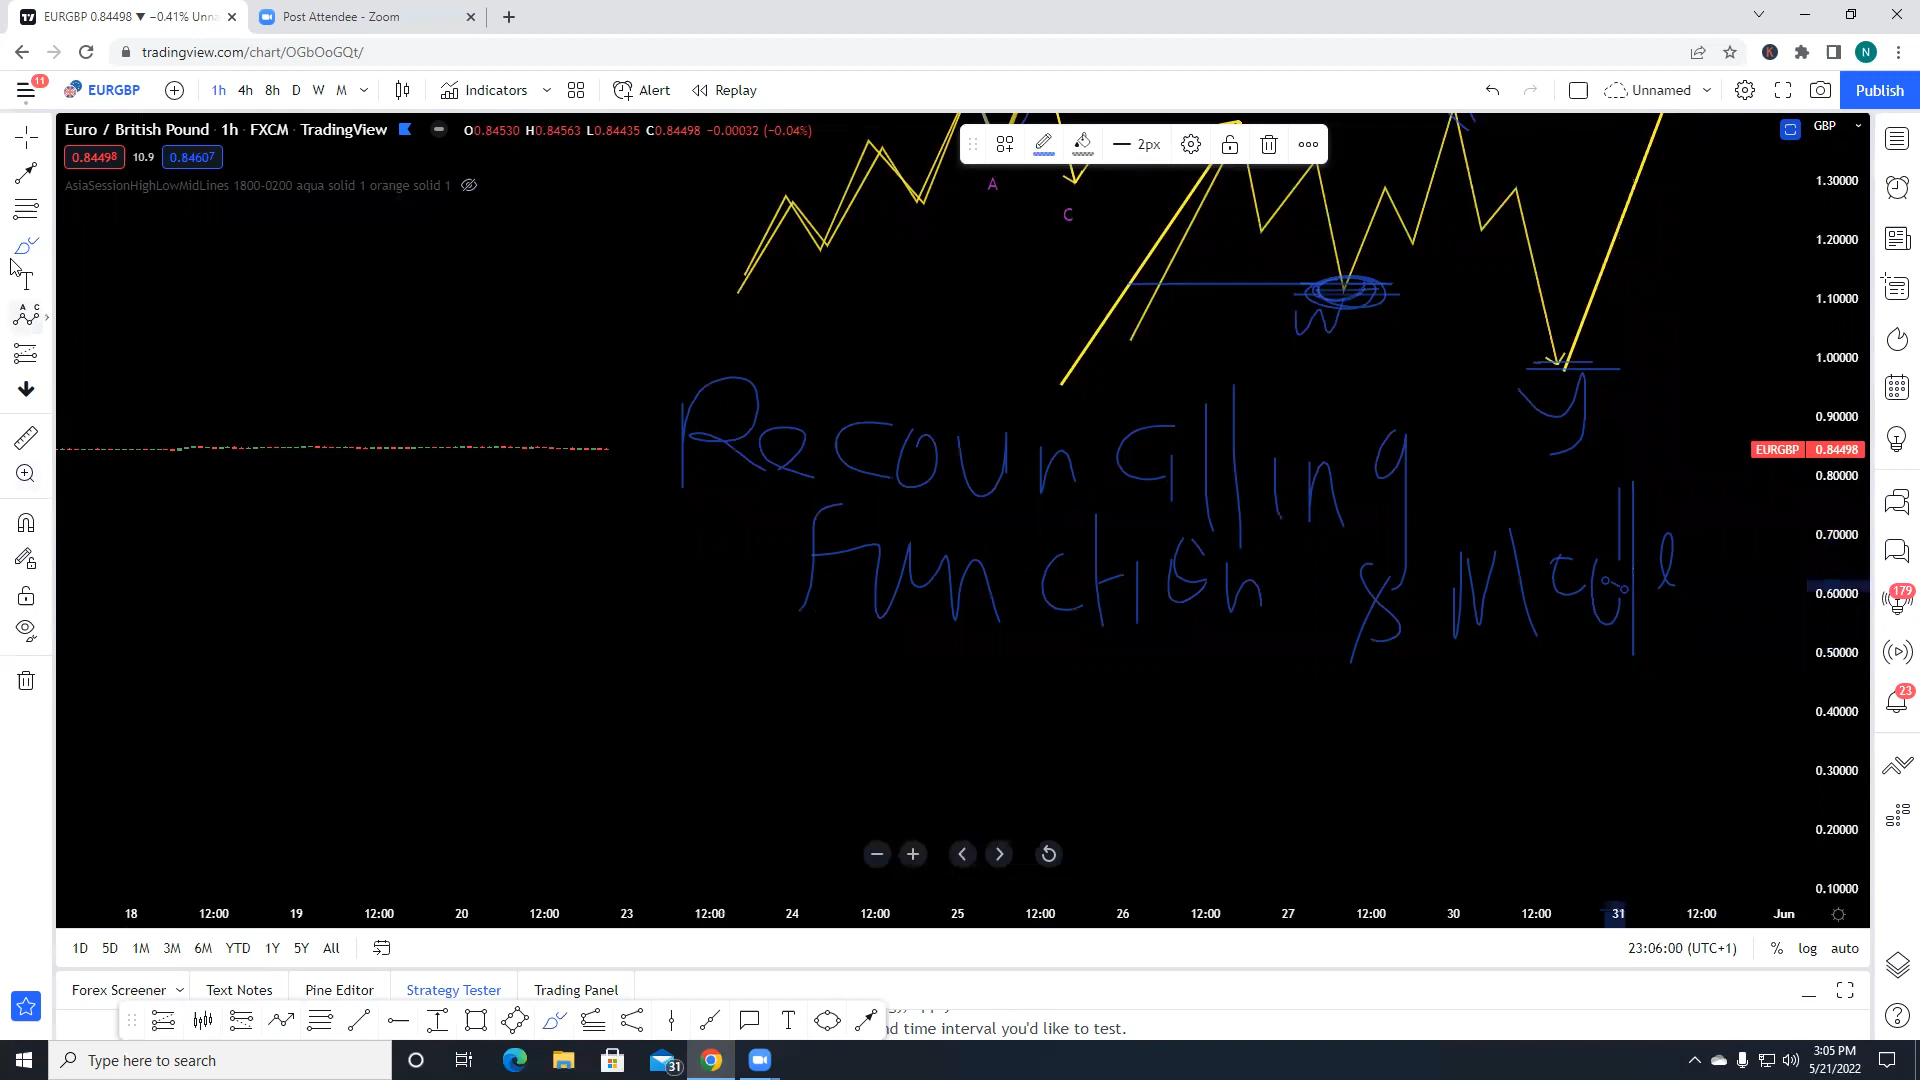 EURGBP 0.84498 ▼ −0.41% Unna
Post Attendee - Zoom
tradingview.com/chart/OGbOoGQt/
N
11
EURGBP
1h 4h 8h D W M
Indicators
Alert
Replay
Unnamed
Publish
Euro / British Pound · 1h · FXCM · TradingView
O0.84530 H0.84563 L0.84435 C0.84498 −0.00032 (−0.04%)
0.84498 10.9 0.84607
AsiaSessionHighLowMidLines 1800-0200 aqua solid 1 orange solid 1
2px
GBP
A
C
W
y
Recouncilling
Function & Model
1.30000
1.20000
1.10000
1.00000
0.90000
EURGBP 0.84498
0.80000
0.70000
0.60000
0.50000
0.40000
0.30000
0.20000
0.10000
179
23
18 12:00 19 12:00 20 12:00 23 12:00 24 12:00 25 12:00 26 12:00 27 12:00 30 12:00 31 12:00 Jun
1D 5D 1M 3M 6M YTD 1Y 5Y All
23:06:00 (UTC+1) % log auto
Forex Screener Text Notes Pine Editor Strategy Tester Trading Panel
nd time interval you'd like to test.
Type here to search
31
3:05 PM
5/21/2022